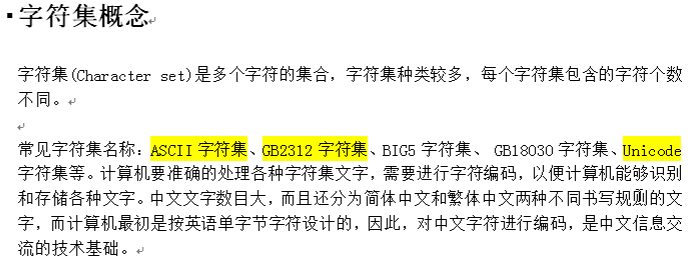 字符集概念
字符集(Character set)是多个字符的集合，字符集种类较多，每个字符集包含的字符个数
不同。
常见字符集名称：ASCII 字符集、GB2312 字符集、BIG5 字符集、 GB18030 字符集、Unicode
字符集等。计算机要准确的处理各种字符集文字，需要进行字符编码，以便计算机能够识别
和存储各种文字。中文文字数目大，而且还分为简体中文和繁体中文两种不同书写规则的文
字，而计算机最初是按英语单字节字符设计的，因此，对中文字符进行编码，是中文信息交
流的技术基础。